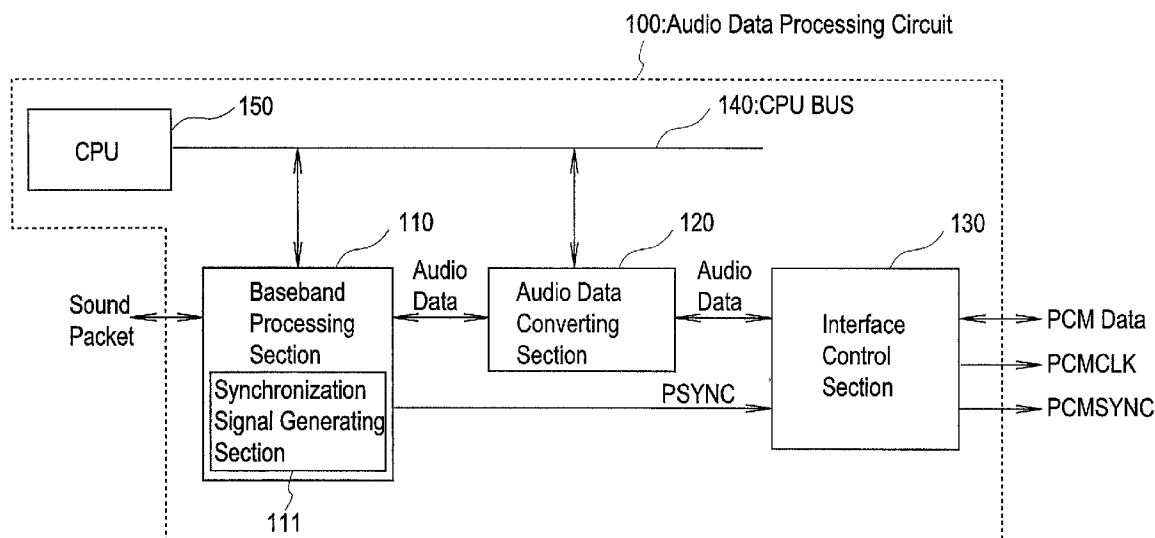 100:Audio Data Processing Circuit
150
140:CPU BUS
CPU
110
120
130
Sound
Packet
Baseband
Processing
Section
Audio
Data
Audio Data
Converting
Section
Audio
Data
Interface
Control
Section
PCM Data
PCMCLK
PCMSYNC
Synchronization
Signal Generating
Section
PSYNC
111